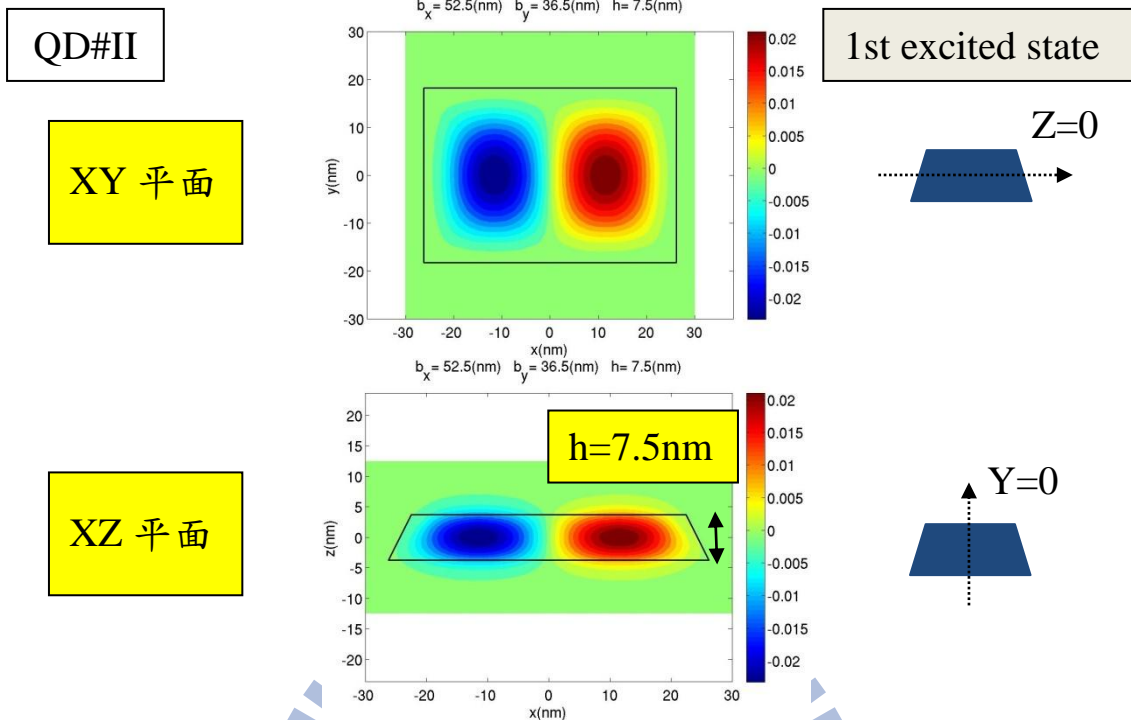 QD#II
b_x= 52.5(nm) b_y= 36.5(nm) h= 7.5(nm)
1st excited state
XY 平面
30
20
10
0
-10
-20
30
y(nm)
-30 -20 -10 0 10 20 30
x(nm)
0.02
0.015
0.01
0.005
0
-0.005
-0.01
-0.015
-0.02
Z=0
b_x= 52.5(nm) b_y= 36.5(nm) h= 7.5(nm)
XZ 平面
h=7.5nm
20
15
10
5
0
-5
-10
-15
-20
z(nm)
-30 -20 -10 0 10 20 30
x(nm)
0.02
0.015
0.01
0.005
0
-0.005
-0.01
-0.015
-0.02
Y=0